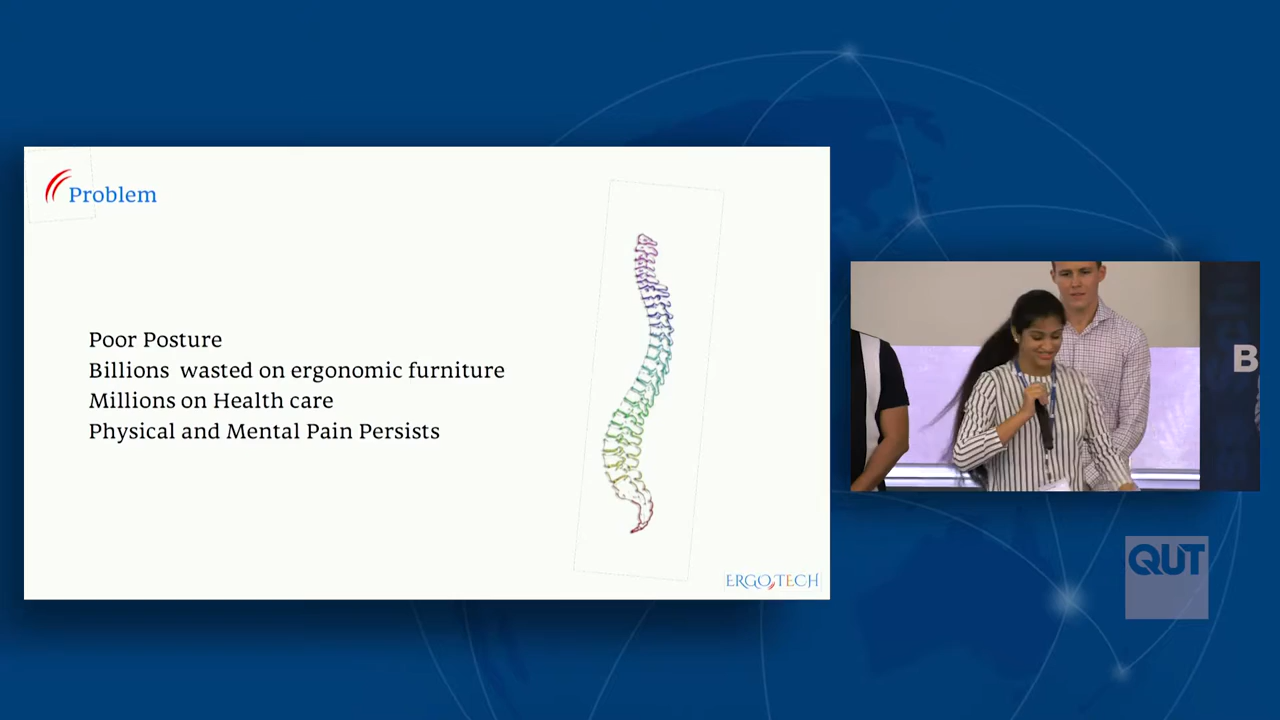 Problem
Poor Posture
Billions wasted on ergonomic furniture
Millions on Health care
Physical and Mental Pain Persists
ERGOTECH
B
QUT